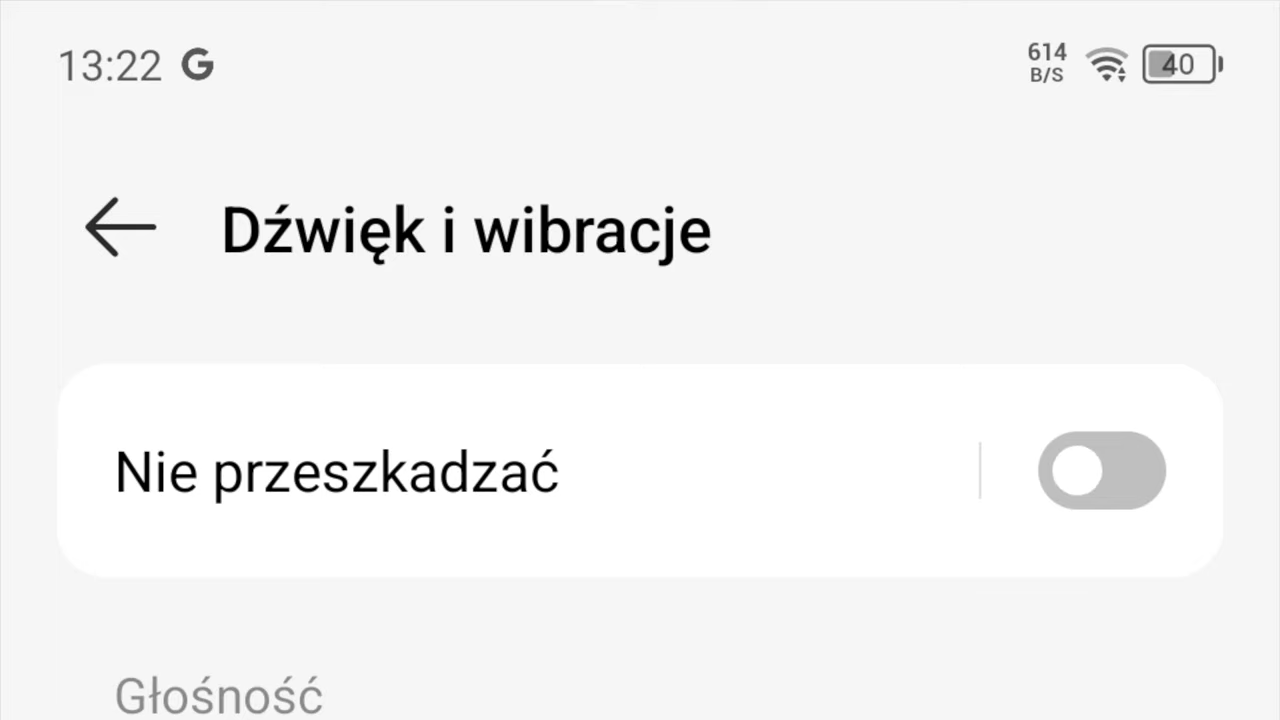 13:22 G
614
B/S
40
Dźwięk i wibracje
Nie przeszkadzać
Głośność